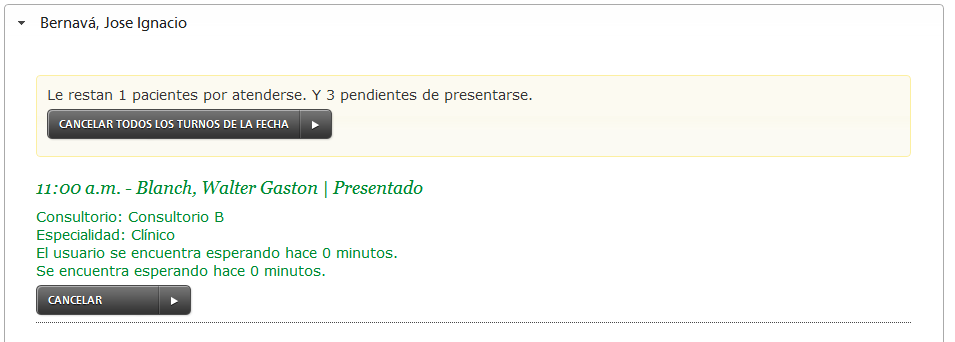 Bernavá, Jose Ignacio
Le restan 1 pacientes por atenderse. Y 3 pendientes de presentarse.
CANCELAR TODOS LOS TURNOS DE LA FECHA
11:00 a.m. - Blanch, Walter Gaston | Presentado
Consultorio: Consultorio B
Especialidad: Clínico
El usuario se encuentra esperando hace 0 minutos.
Se encuentra esperando hace 0 minutos.
CANCELAR